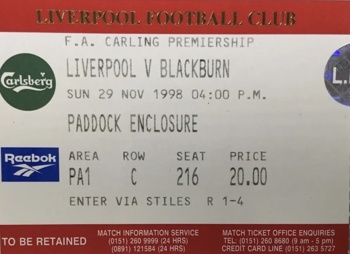 LIVERPOOL FOOTBALL CLUB
F.A. CARLING PREMIERSHIP
Carlsberg
LIVERPOOL V BLACKBURN
SUN 29 NOV 1998 04:00 P.M.
L.
PADDOCK ENCLOSURE
Reebok
AREA ROW SEAT PRICE
PA1 C 216 20.00
ENTER VIA STILES R 1-4
TO BE RETAINED
MATCH INFORMATION SERVICE
(0151) 260 9999 (24 HRS)
(0891) 121584 (24 HRS)
MATCH TICKET OFFICE ENQUIRIES
TEL: (0151) 260 8680 (9 am - 5 pm)
CREDIT CARD LINE (0151) 263 5727